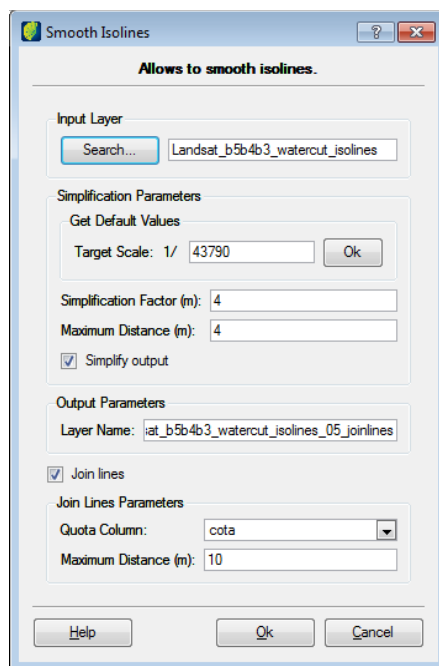 Smooth Isolines
?
Allows to smooth isolines.
Input Layer
Search... Landsat_b5b4b3_watercut_isolines
Simplification Parameters
Get Default Values
Target Scale: 1/ 43790 Ok
Simplification Factor (m): 4
Maximum Distance (m): 4
Simplify output
Output Parameters
Layer Name: sat_b5b4b3_watercut_isolines_05_joinlines
Join lines
Join Lines Parameters
Quota Column: cota
Maximum Distance (m): 10
Help Ok Cancel